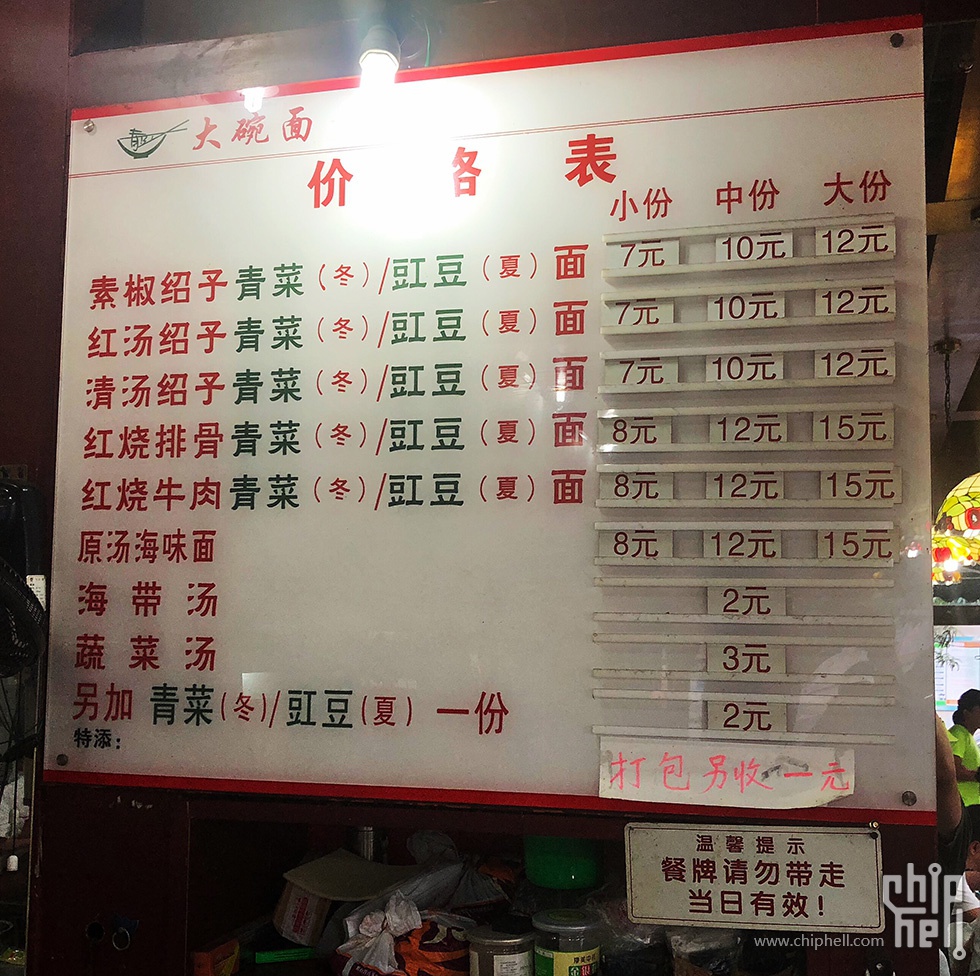 大碗面
价格表
小份 中份 大份
素椒绍子青菜(冬)/豇豆(夏)面 7元 10元 12元
红汤绍子青菜(冬)/豇豆(夏)面 7元 10元 12元
清汤绍子青菜(冬)/豇豆(夏)面 7元 10元 12元
红烧排骨青菜(冬)/豇豆(夏)面 8元 12元 15元
红烧牛肉青菜(冬)/豇豆(夏)面 8元 12元 15元
原汤海味面 8元 12元 15元
海带汤 2元
蔬菜汤 3元
另加 青菜(冬)/豇豆(夏) 一份 2元
特添:
打包另收一元
温馨提示
餐牌请勿带走
当日有效!
www.chiphell.com
chip
hell
chip
hell